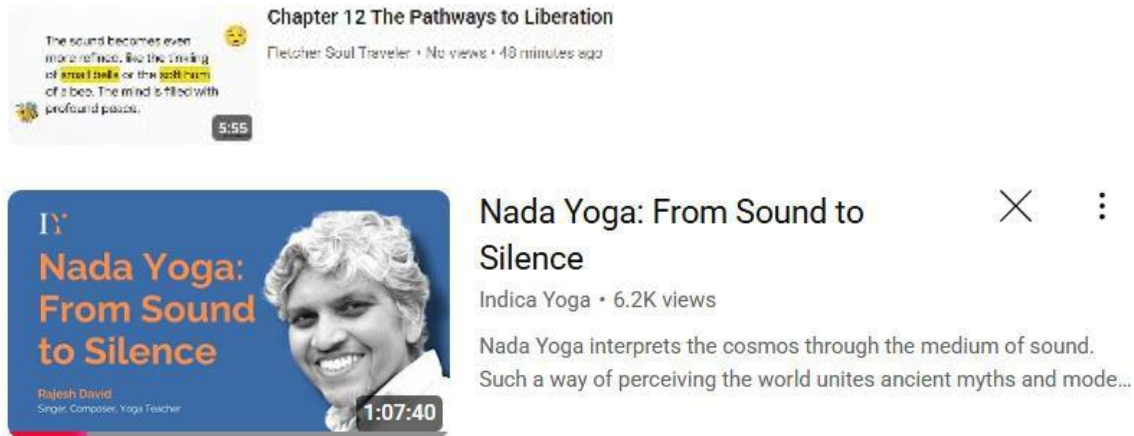 Chapter 12 The Pathways to Liberation
Fletcher Soul Traveler • No views • 48 minutes ago
The sound becomes even
more refined, like the tinkling
of small bells or the soft hum
of a bee. The mind is filled with
profound peace.
5:55
IY
Nada Yoga:
From Sound
to Silence
Rajesh David
Singer, Composer, Yoga Teacher
1:07:40
Nada Yoga: From Sound to
Silence
Indica Yoga • 6.2K views
Nada Yoga interprets the cosmos through the medium of sound.
Such a way of perceiving the world unites ancient myths and mode...